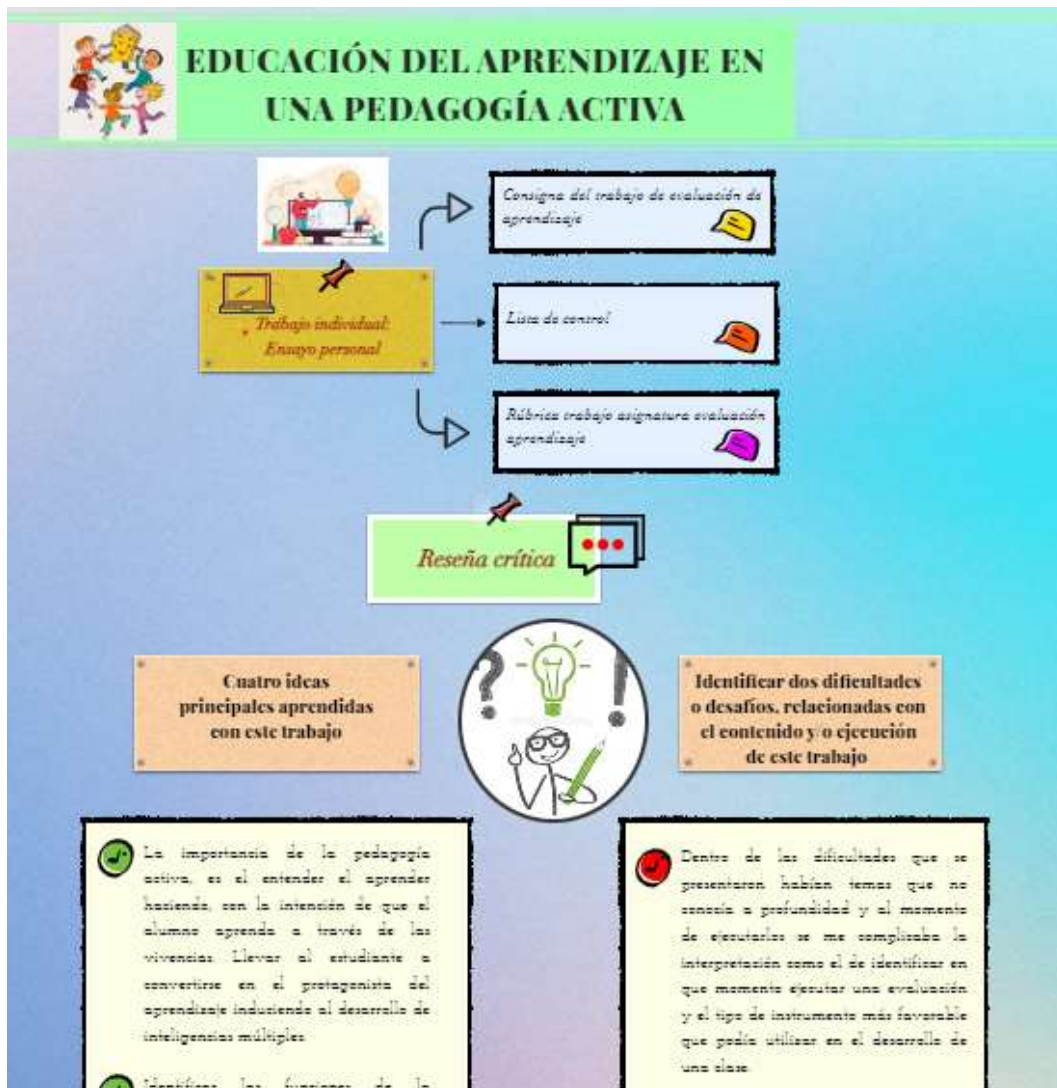 EDUCACIÓN DEL APRENDIZAJE EN
UNA PEDAGOGÍA ACTIVA
Consigna del trabajo de evaluación de
aprendizaje
Trabajo individual:
Ensayo personal
Lista de control
Rúbrica trabajo asignatura evaluación
aprendizaje
Reseña crítica
Cuatro ideas
principales aprendidas
con este trabajo
Identificar dos dificultades
o desafíos, relacionadas con
el contenido y/o ejecución
de este trabajo
La importancia de la pedagogía
activa, es el entender el aprender
haciendo, con la intención de que el
alumno aprenda a través de las
vivencias. Llevar al estudiante a
convertirse en el protagonista del
aprendizaje induciendo al desarrollo de
inteligencias múltiples.
Identificar las funciones de la
Dentro de las dificultades que se
presentaron habían temas que no
conocía a profundidad y al momento
de ejecutarlos se me complicaba la
interpretación como el de identificar en
que momento ejecutar una evaluación
y el tipo de instrumento más favorable
que podía utilizar en el desarrollo de
una clase.